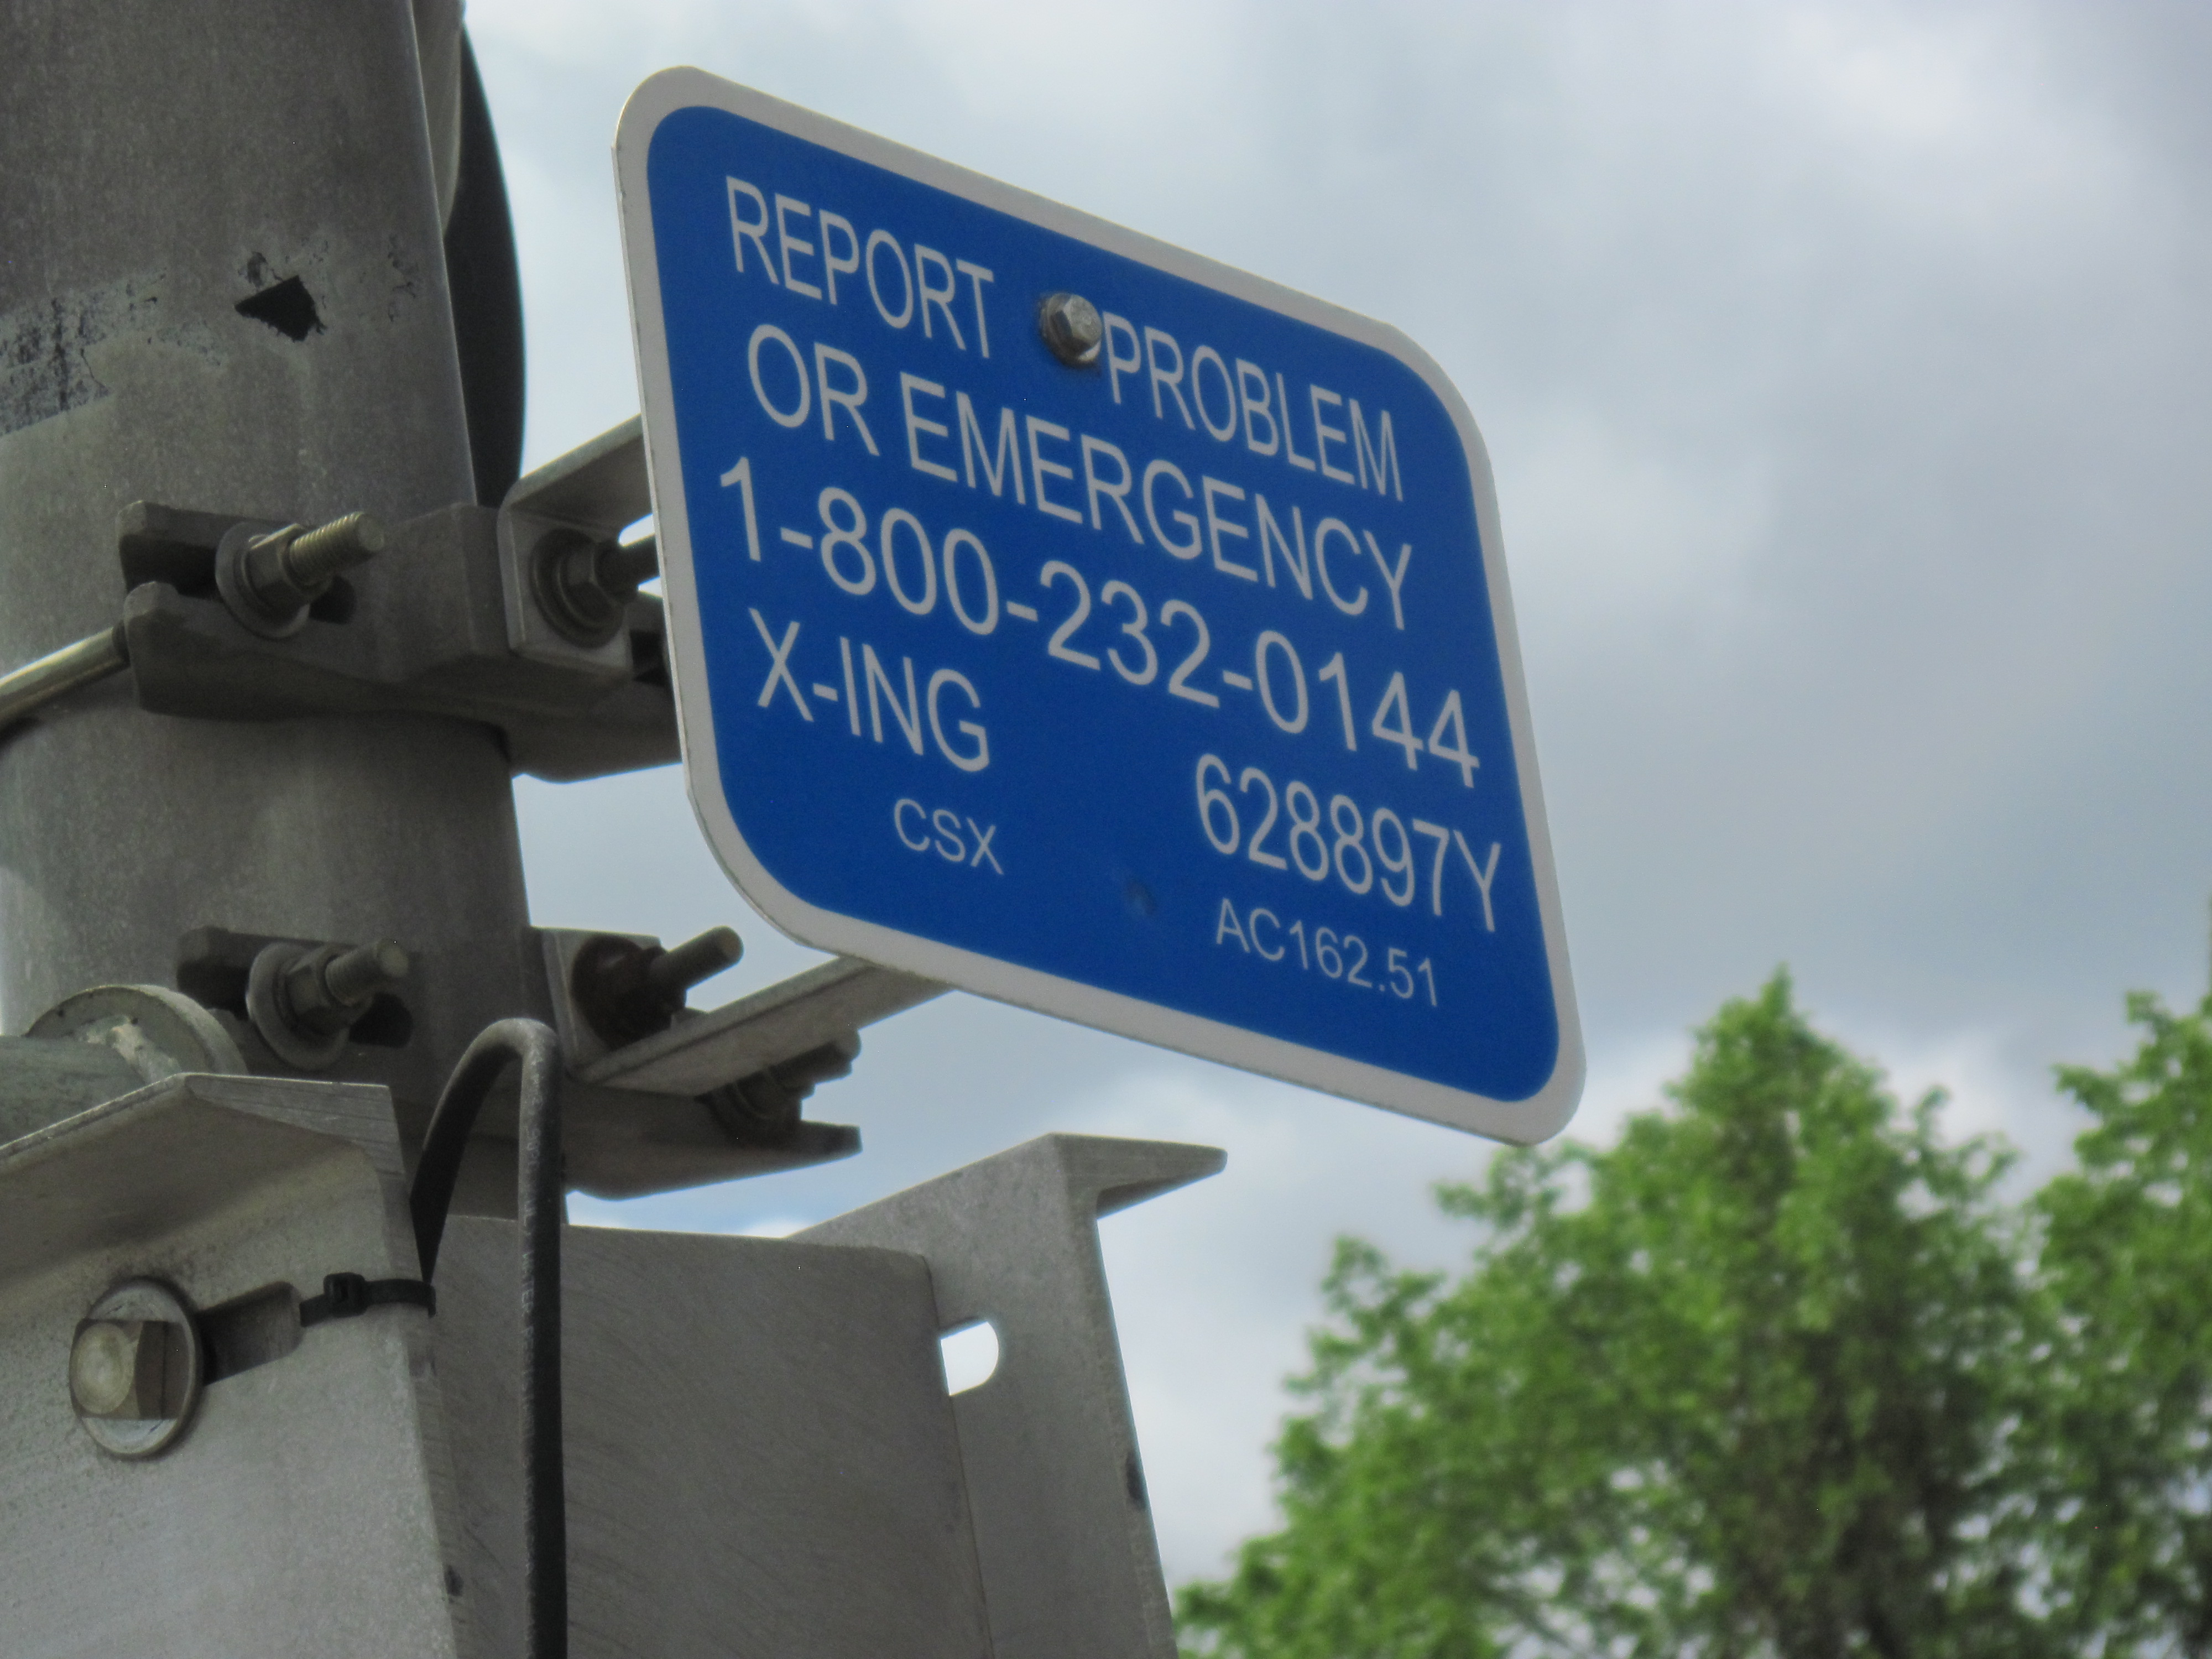 REPORT PROBLEM
OR EMERGENCY
1-800-232-0144
X-ING 628897Y
CSX AC162.51